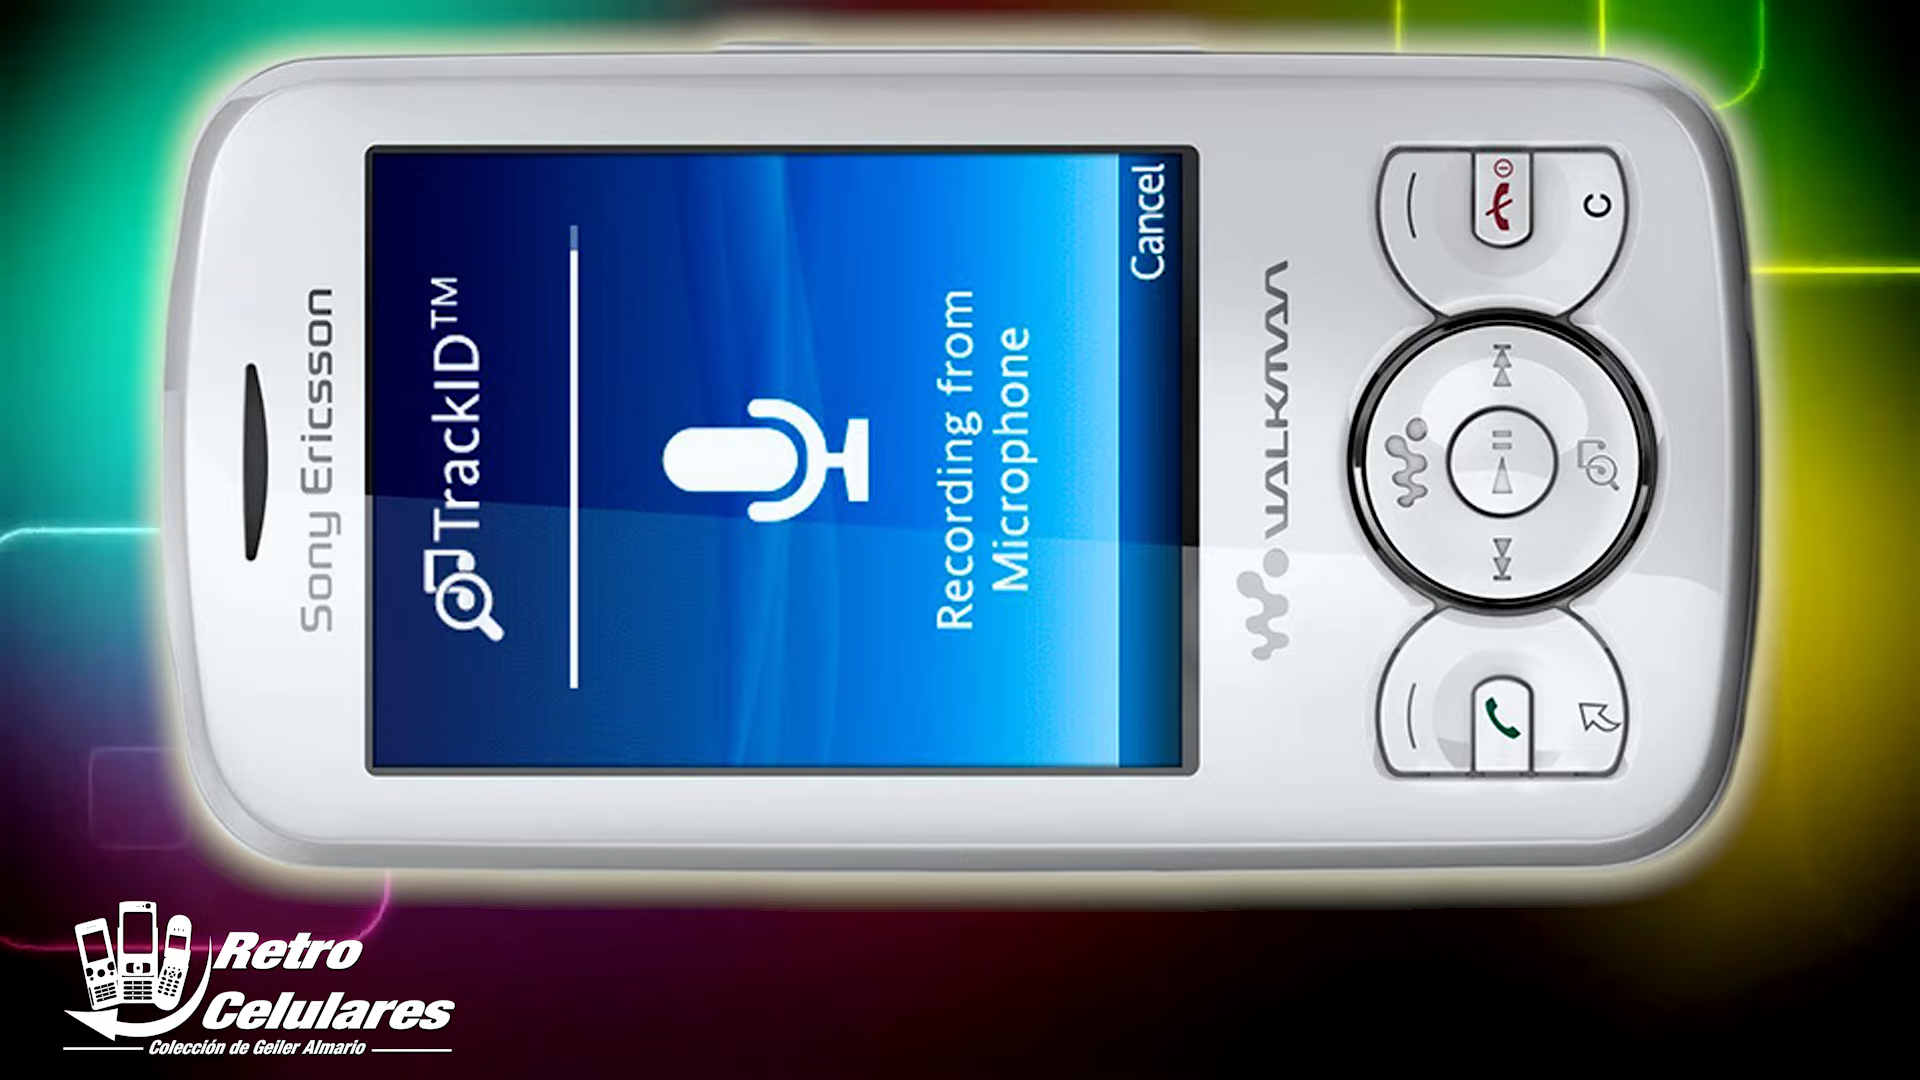 Sony Ericsson
TrackID™
Recording from
Microphone
Cancel
WALKMAN
C
Retro
Celulares
Colección de Geiler Almario